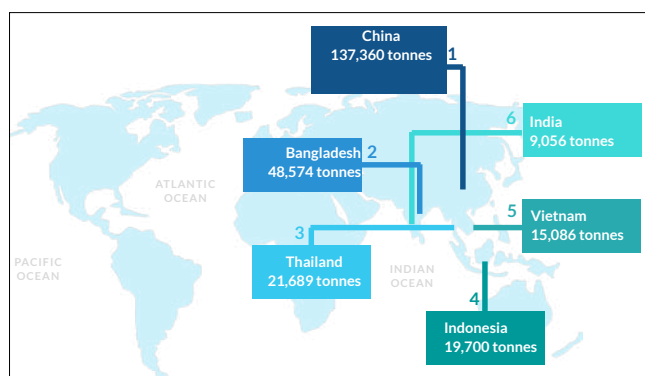 China
137,360 tonnes
1
6
India
9,056 tonnes
Bangladesh
48,574 tonnes
2
ATLANTIC
OCEAN
3
Thailand
21,689 tonnes
5
Vietnam
15,086 tonnes
PACIFIC
OCEAN
INDIAN
OCEAN
4
Indonesia
19,700 tonnes